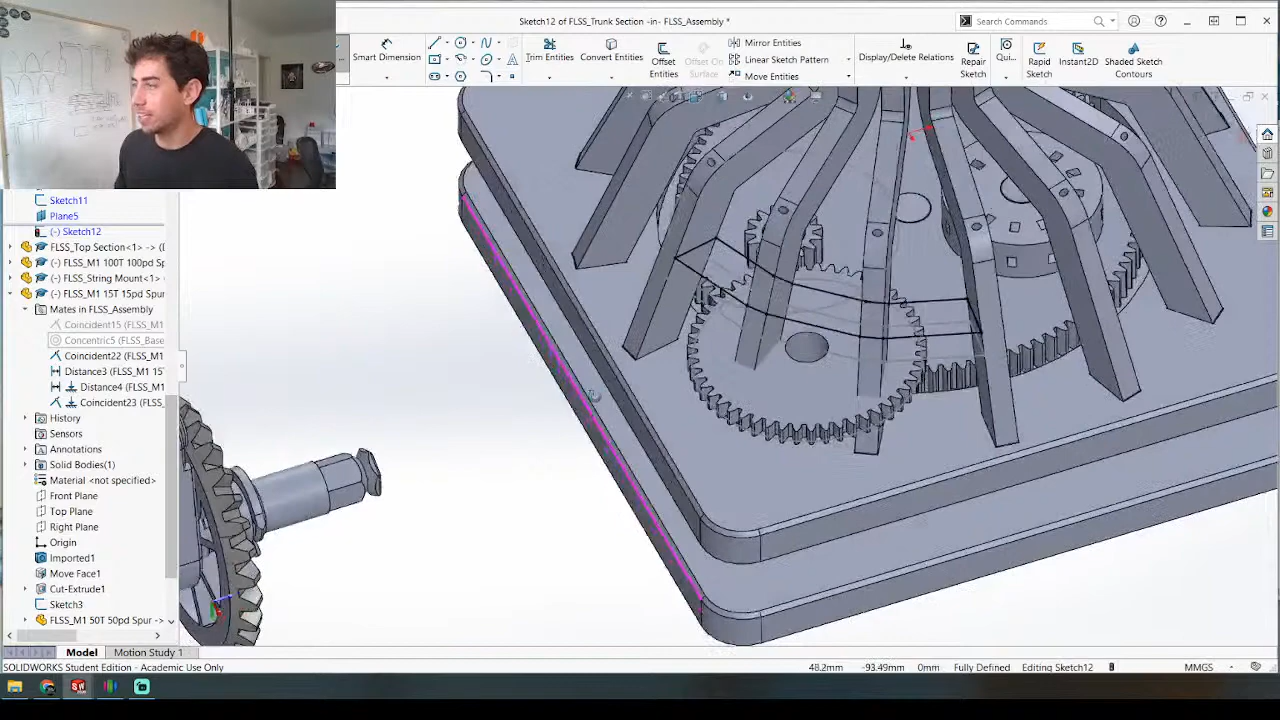 Sketch12 of FLSS_Trunk Section -in- FLSS_Assembly *
Search Commands
Smart Dimension
Trim Entities
Convert Entities
Offset Entities
Offset On Surface
Mirror Entities
Linear Sketch Pattern
Move Entities
Display/Delete Relations
Repair Sketch
Qui...
Rapid Sketch
Instant2D
Shaded Sketch Contours
Sketch11
Plane5
(-) Sketch12
FLSS_Top Section<1> -> (D
FLSS_M1 100T 100pd Sp
(-) FLSS_String Mount<1>
(-) FLSS_M1 15T 15pd Spur
Mates in FLSS_Assembly
Coincident15 (FLSS_M1
Concentric5 (FLSS_Base
Coincident22 (FLSS_M1
Distance3 (FLSS_M1 15
Distance4 (FLSS_M1
Coincident23 (FLSS_
History
Sensors
Annotations
Solid Bodies(1)
Material <not specified>
Front Plane
Top Plane
Right Plane
Origin
Imported1
Move Face1
Cut-Extrude1
Sketch3
FLSS_M1 50T 50pd Spur ->
Model
Motion Study 1
SOLIDWORKS Student Edition - Academic Use Only
48.2mm
-93.49mm
0mm
Fully Defined
Editing Sketch12
MMGS